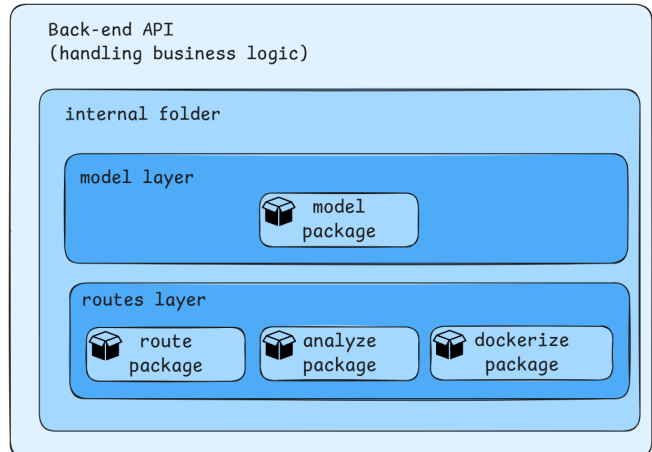 Back-end API
(handling business logic)
internal folder
model layer
model
package
routes layer
route
package
analyze
package
dockerize
package